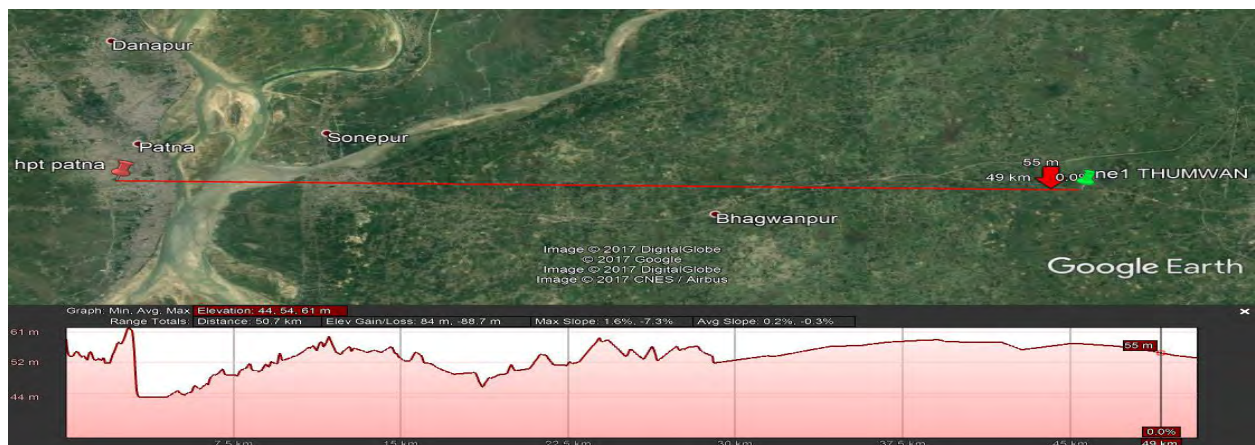 Danapur
Patna
Sonepur
hpt patna
55 m
49 km 0.0%
ne1 THUMWAN
Bhagwanpur
Image © 2017 DigitalGlobe
© 2017 Google
Image © 2017 DigitalGlobe
Image © 2017 CNES / Airbus
Google Earth
Graph: Min, Avg, Max Elevation: 44, 54, 61 m
Range Totals: Distance: 50.7 km Elev Gain/Loss: 84 m, -88.7 m Max Slope: 1.6%, -7.3% Avg Slope: 0.2%, -0.3%
61 m
55 m
52 m
44 m
0.0%
7.5 km 15 km 22.5 km 30 km 37.5 km 45 km 49 km